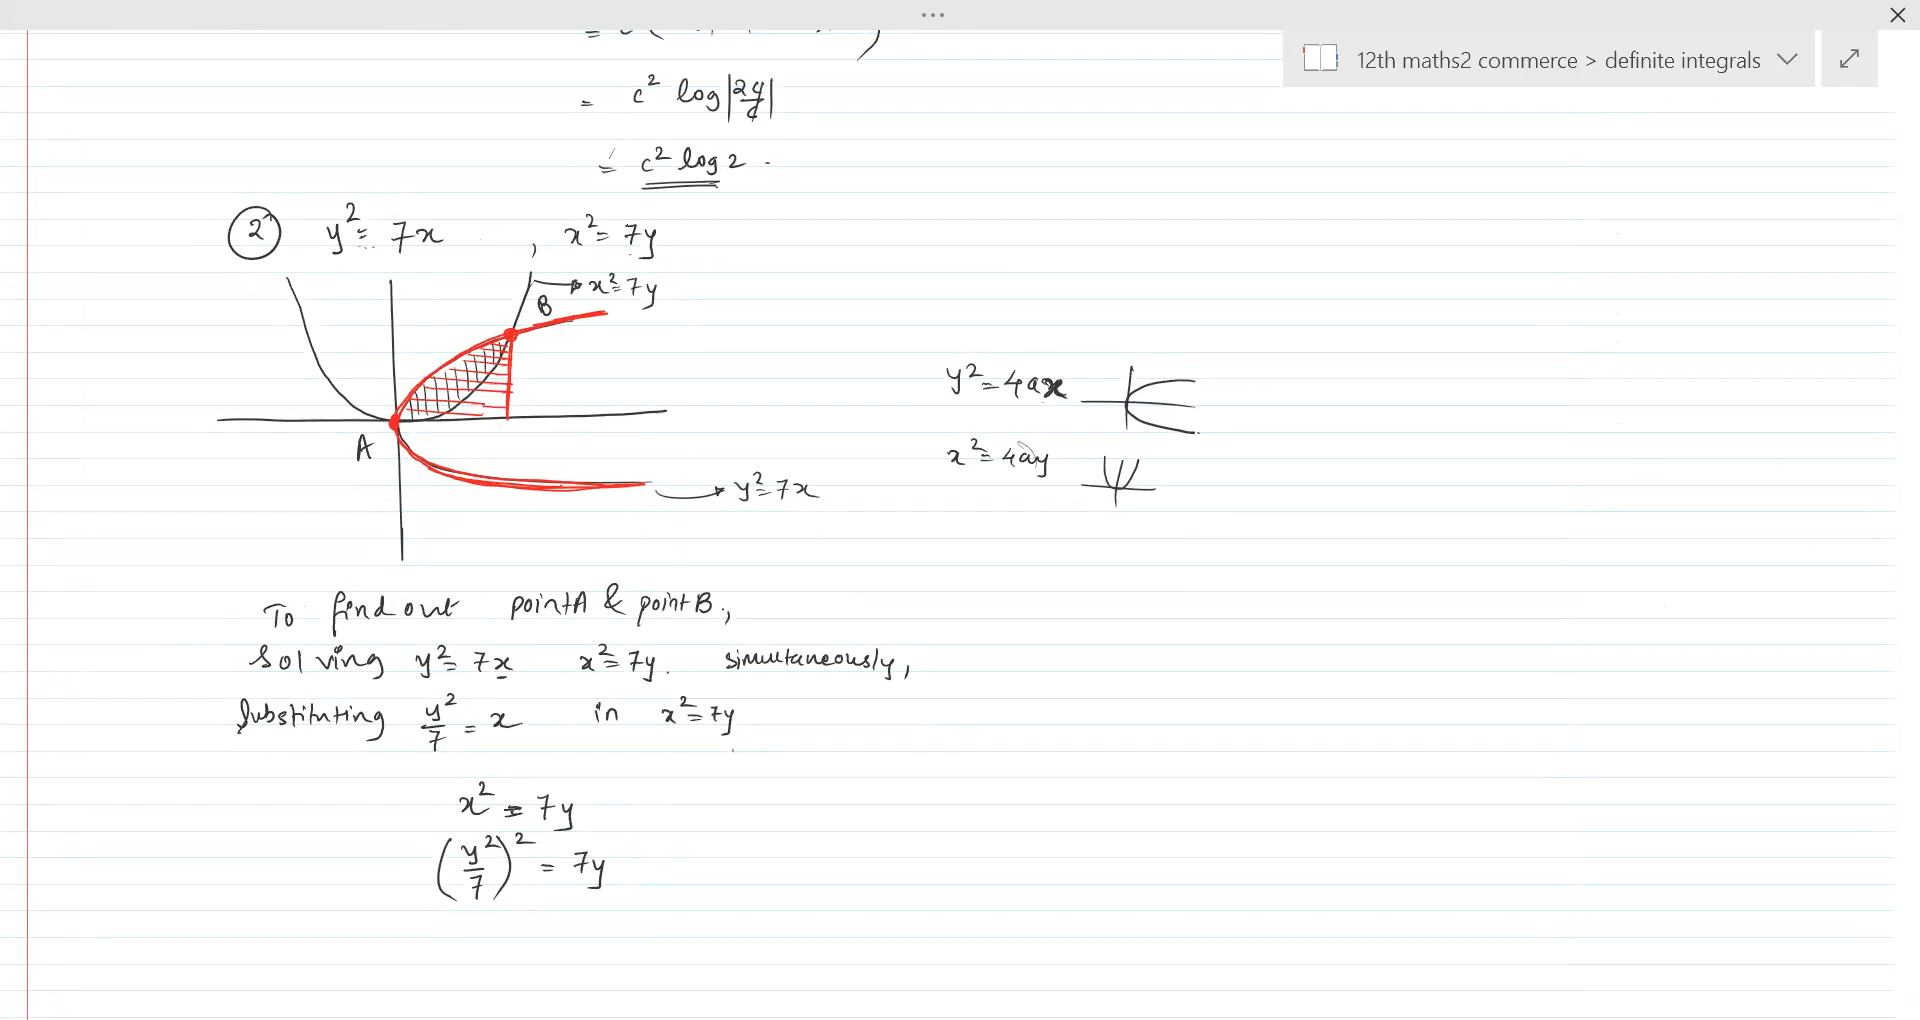 12th maths2 commerce > definite integrals
= c² log|2c/c|
= c² log 2 .
2 y² = 7x , x² = 7y
x² = 7y
B
A
y² = 7x
y² = 4ax
x² = 4ay
To find out point A & point B.,
Solving y² = 7x x² = 7y. simultaneously,
Substituting y²/7 = x in x² = 7y
x² = 7y
(y²/7)² = 7y